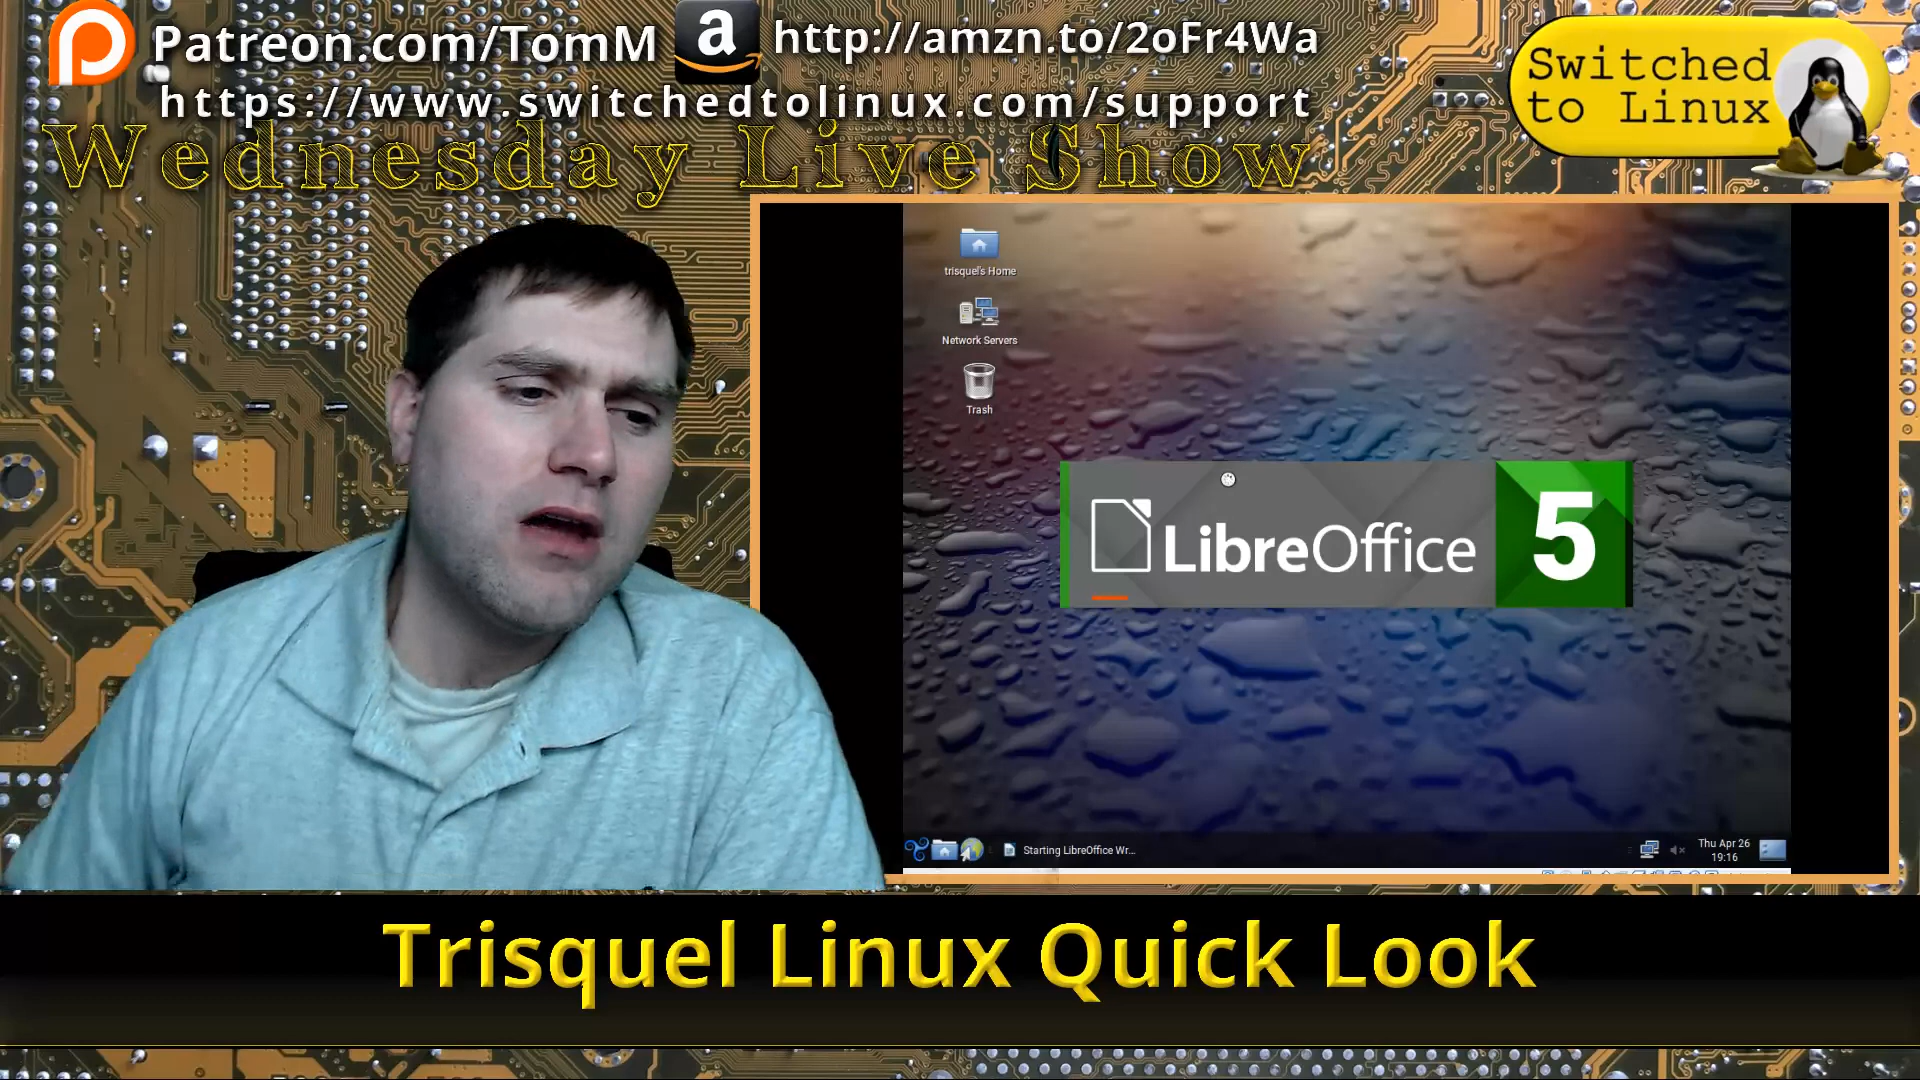 Patreon.com/TomM
a
http://amzn.to/2oFr4Wa
https://www.switchedtolinux.com/support
Wednesday Live Show
Switched
to Linux
trisquel's Home
Network Servers
Trash
LibreOffice 5
Starting LibreOffice Wr...
Thu Apr 26
19:16
Trisquel Linux Quick Look